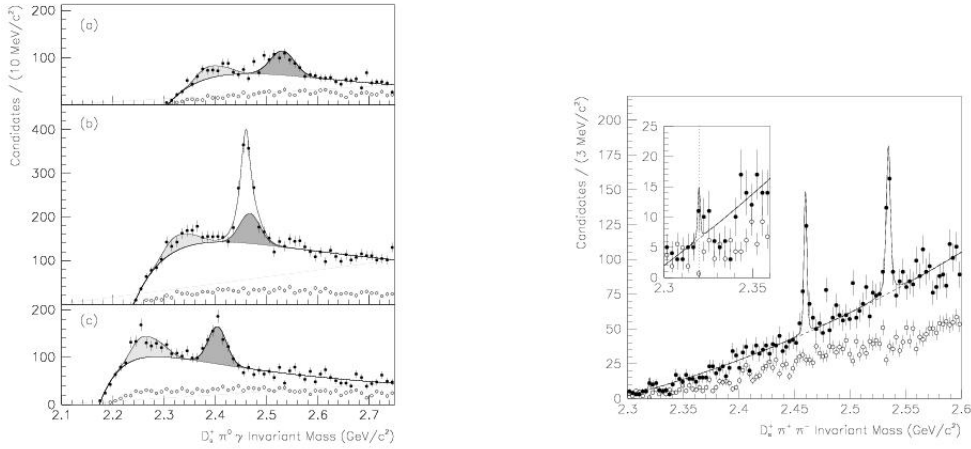 Candidates / (10 MeV/c²)
200
(a)
100
(b)
400
300
200
100
(c)
200
100
0
2.1 2.2 2.3 2.4 2.5 2.6 2.7
Dₛ⁺ π⁰ γ Invariant Mass (GeV/c²)
Candidates / (3 MeV/c²)
200
175
150
125
100
75
50
25
0
25
20
15
10
5
0
2.3 2.35
2.3 2.35 2.4 2.45 2.5 2.55 2.6
Dₛ⁺ π⁺ π⁻ Invariant Mass (GeV/c²)